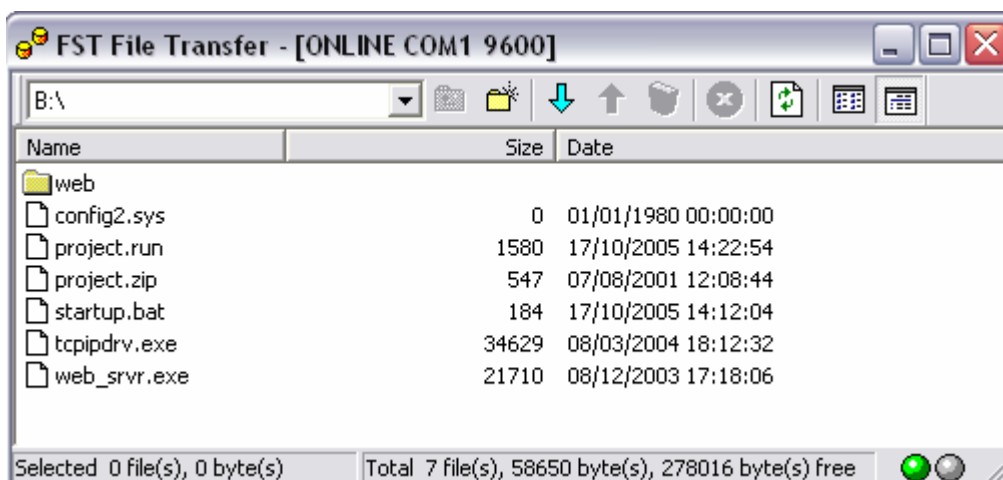 FST File Transfer - [ONLINE COM1 9600]
B:\
Name Size Date
web
config2.sys 0 01/01/1980 00:00:00
project.run 1580 17/10/2005 14:22:54
project.zip 547 07/08/2001 12:08:44
startup.bat 184 17/10/2005 14:12:04
tcpipdrv.exe 34629 08/03/2004 18:12:32
web_srvr.exe 21710 08/12/2003 17:18:06
Selected 0 file(s), 0 byte(s) Total 7 file(s), 58650 byte(s), 278016 byte(s) free